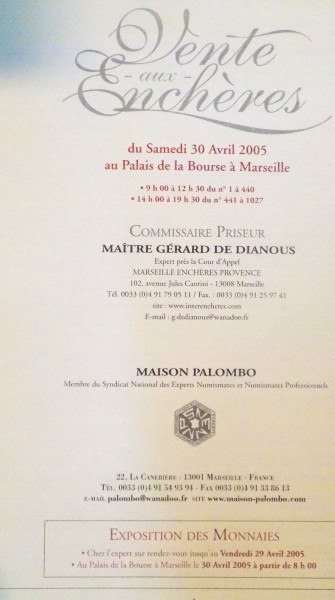 Vente
- aux -
Enchères
du Samedi 30 Avril 2005
au Palais de la Bourse à Marseille
• 9 h 00 à 12 h 30 du n° 1 à 440
• 14 h 00 à 19 h 30 du n° 441 à 1027
COMMISSAIRE PRISEUR
MAÎTRE GÉRARD DE DIANOUS
Expert près la Cour d'Appel
MARSEILLE ENCHÈRES PROVENCE
102, avenue Jules Cantini - 13008 Marseille
Tél. 0033 (0)4 91 79 05 11 / Fax. : 0033 (0)4 91 25 97 41
site : www.interencheres.com
E-mail : g.dedianous@wanadoo.fr
MAISON PALOMBO
Membre du Syndicat National des Experts Numismates et Numismates Professionnels
22, LA CANEBIÈRE - 13001 MARSEILLE - FRANCE
TÉL. 0033 (0)4 91 54 93 94 - FAX 0033 (0)4 91 33 86 13
E-MAIL palombo@wanadoo.fr SITE www.maison-palombo.com
EXPOSITION DES MONNAIES
• Chez l'expert sur rendez-vous jusqu au Vendredi 29 Avril 2005.
• Au Palais de la Bourse à Marseille le 30 Avril 2005 à partir de 8 h 00